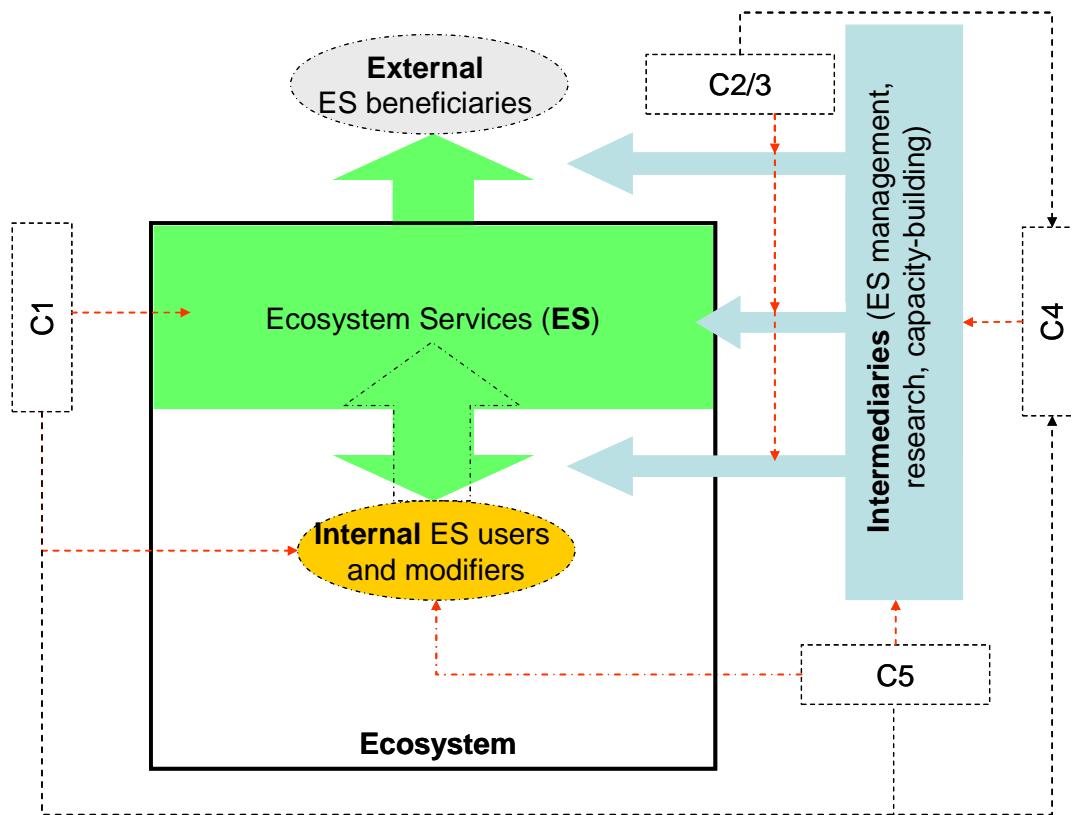 External
ES beneficiaries
C2/3
Intermediaries (ES management,
research, capacity-building)
C1
Ecosystem Services (ES)
C4
Internal ES users
and modifiers
C5
Ecosystem